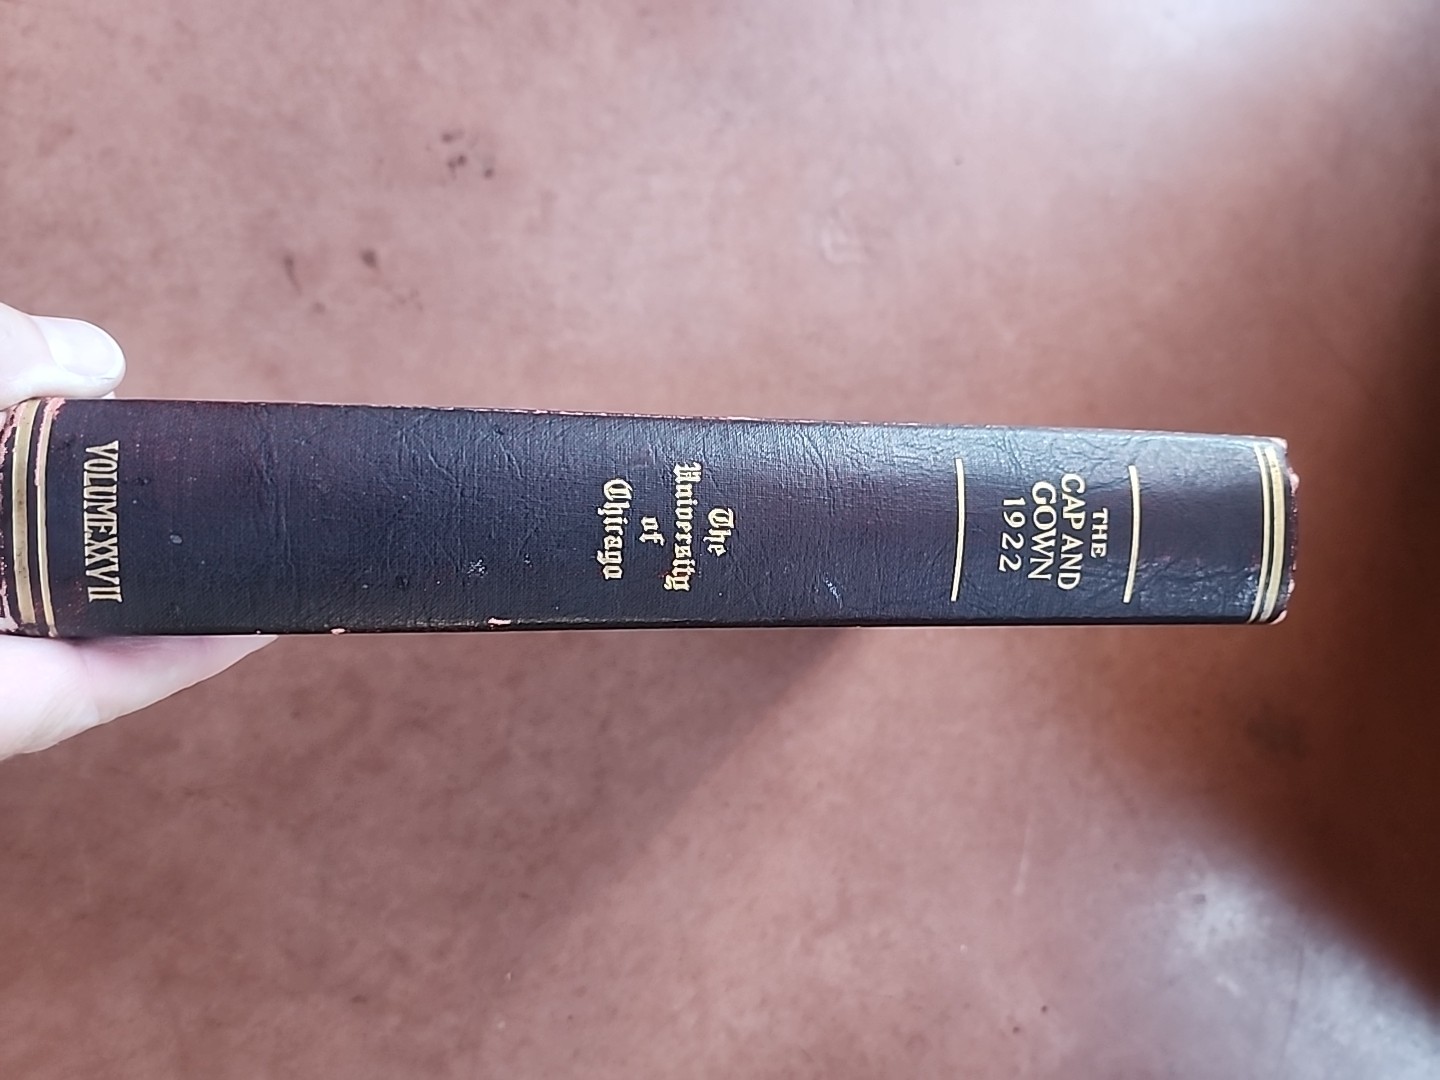 THE
CAP AND
GOWN
1922
The
University
of
Chicago
VOLUME XXVII